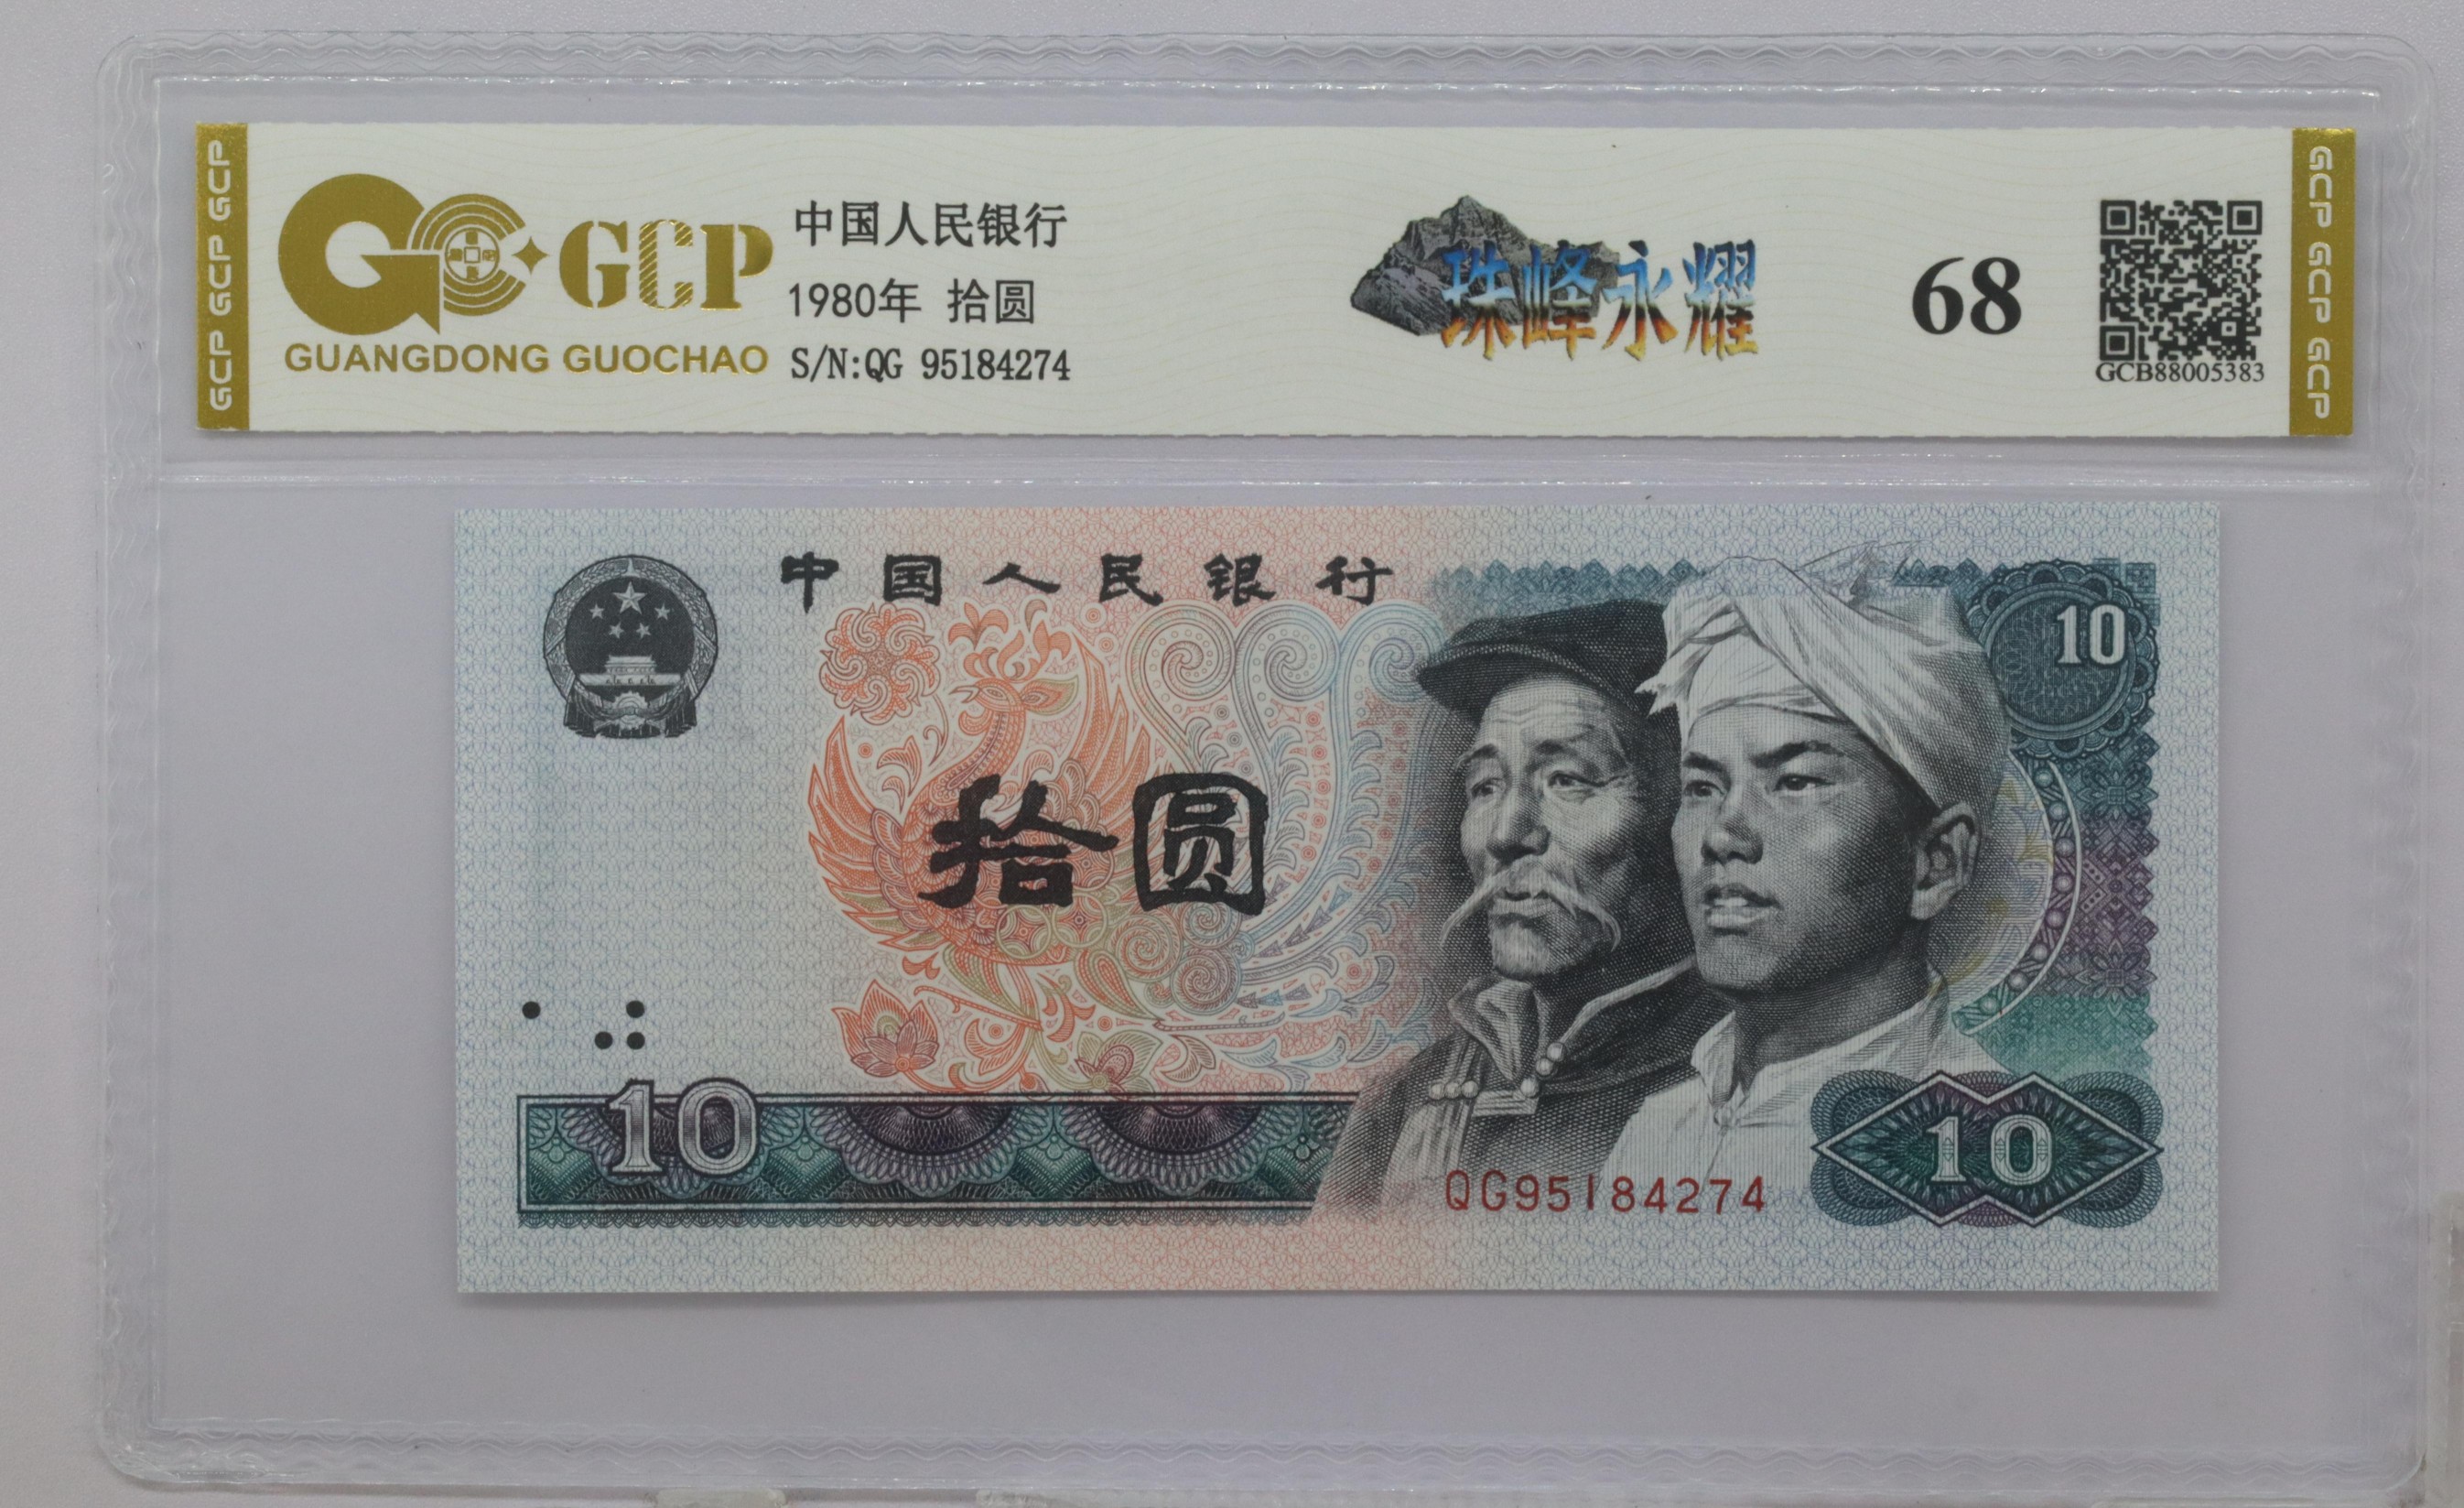 GCP GCP GCP
GCP
GUANGDONG GUOCHAO
中国人民银行
1980年 拾圆
S/N:QG 95184274
珠峰永耀
68
GCB88005383
GCP GCP GCP
中国人民银行
10
拾圆
10
QG95184274
10